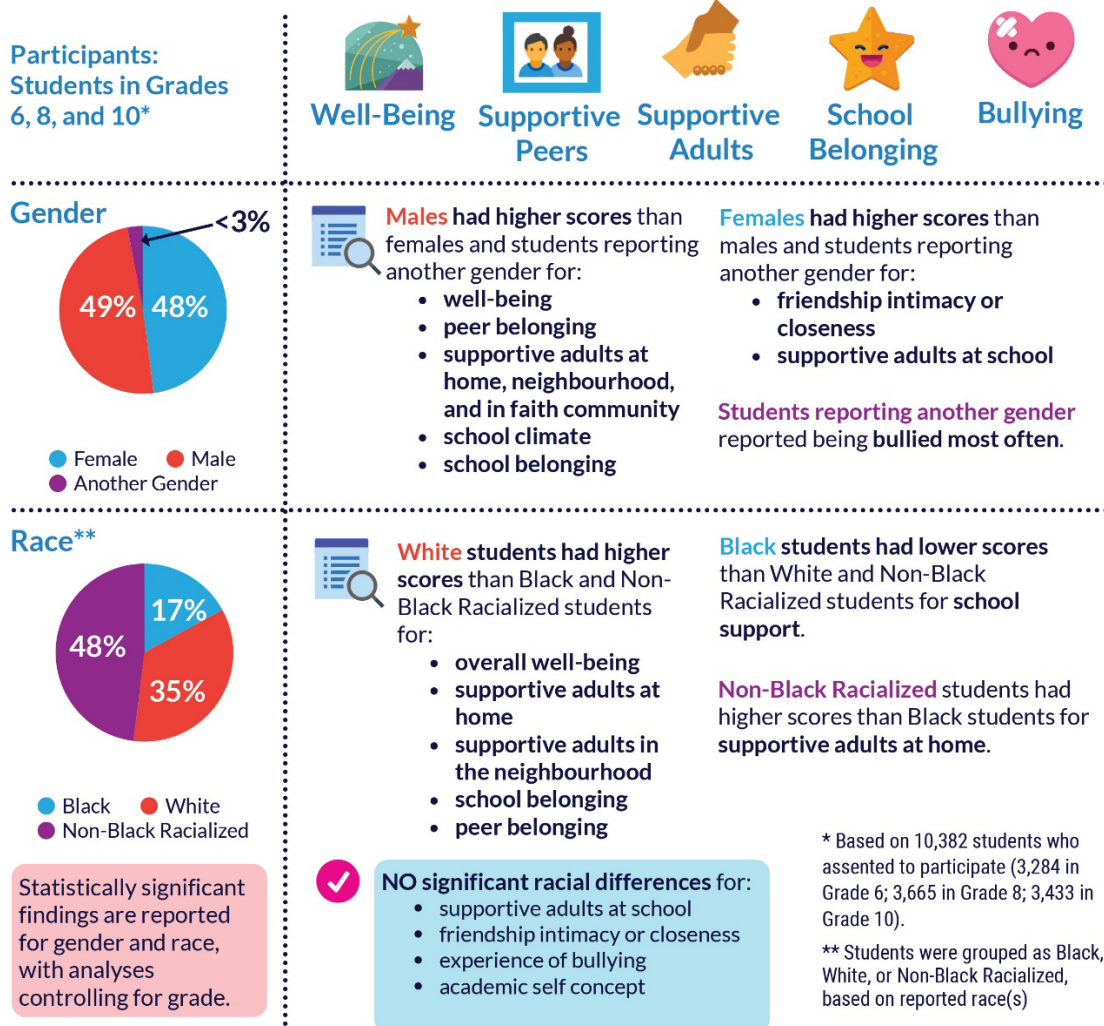 Participants:
Students in Grades
6, 8, and 10*
Well-Being
Supportive
Peers
Supportive
Adults
School
Belonging
Bullying
Gender
<3%
49%
48%
Female
Male
Another Gender
Males had higher scores than
females and students reporting
another gender for:
• well-being
• peer belonging
• supportive adults at
home, neighbourhood,
and in faith community
• school climate
• school belonging
Females had higher scores than
males and students reporting
another gender for:
• friendship intimacy or
closeness
• supportive adults at school
Students reporting another gender
reported being bullied most often.
Race**
17%
48%
35%
Black
White
Non-Black Racialized
White students had higher
scores than Black and Non-
Black Racialized students
for:
• overall well-being
• supportive adults at
home
• supportive adults in
the neighbourhood
• school belonging
• peer belonging
Black students had lower scores
than White and Non-Black
Racialized students for school
support.
Non-Black Racialized students had
higher scores than Black students for
supportive adults at home.
Statistically significant
findings are reported
for gender and race,
with analyses
controlling for grade.
NO significant racial differences for:
• supportive adults at school
• friendship intimacy or closeness
• experience of bullying
• academic self concept
* Based on 10,382 students who
assented to participate (3,284 in
Grade 6; 3,665 in Grade 8; 3,433 in
Grade 10).
** Students were grouped as Black,
White, or Non-Black Racialized,
based on reported race(s)